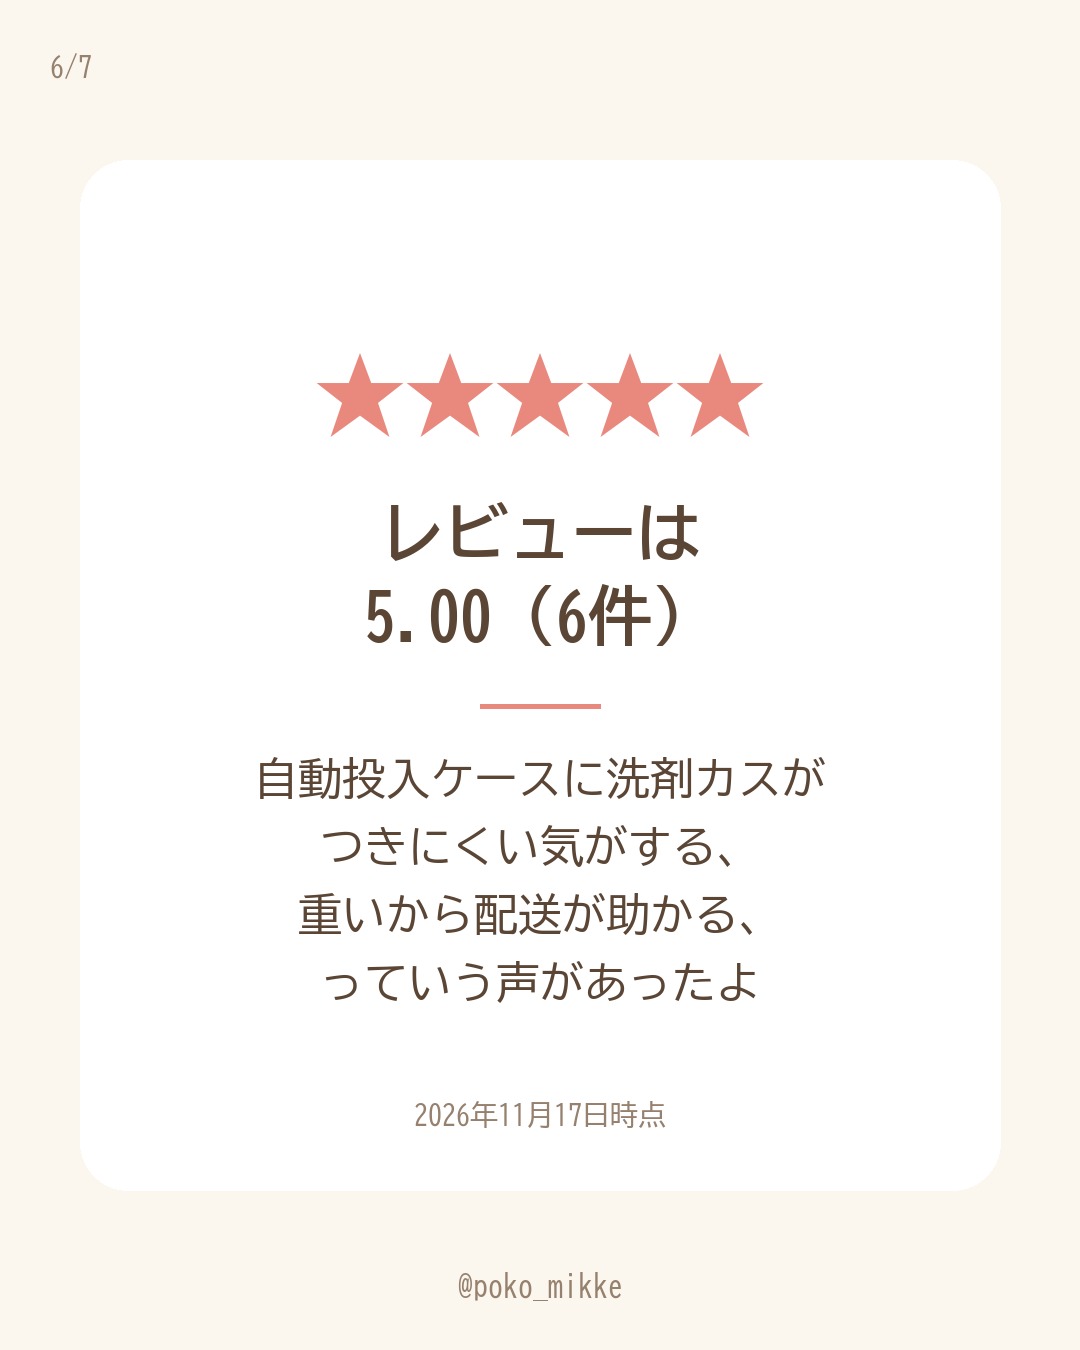 6/7
★★★★★
レビューは
5.00（6件）
自動投入ケースに洗剤カスが
つきにくい気がする、
重いから配送が助かる、
っていう声があったよ
2026年11月17日時点
@poko_mikke